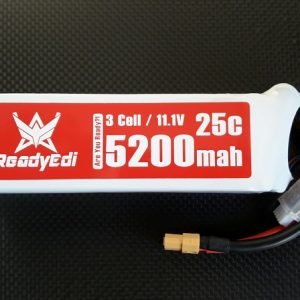 ReadyEdi
Are You Ready?!
3 Cell / 11.1V
25c
5200mah